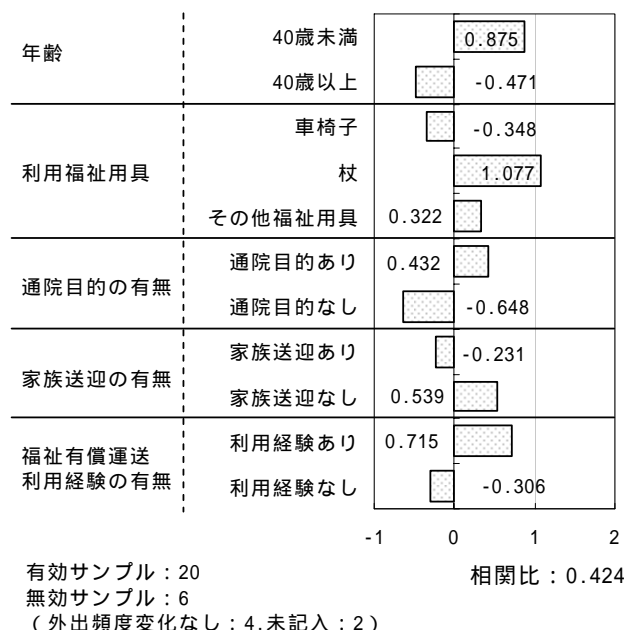 年齢
40歳未満
0.875
40歳以上
-0.471
利用福祉用具
車椅子
-0.348
杖
1.077
その他福祉用具
0.322
通院目的の有無
通院目的あり
0.432
通院目的なし
-0.648
家族送迎の有無
家族送迎あり
-0.231
家族送迎なし
0.539
福祉有償運送
利用経験の有無
利用経験あり
0.715
利用経験なし
-0.306
-1
0
1
2
有効サンプル:20
相関比:0.424
無効サンプル:6
(外出頻度変化なし:4,未記入:2)